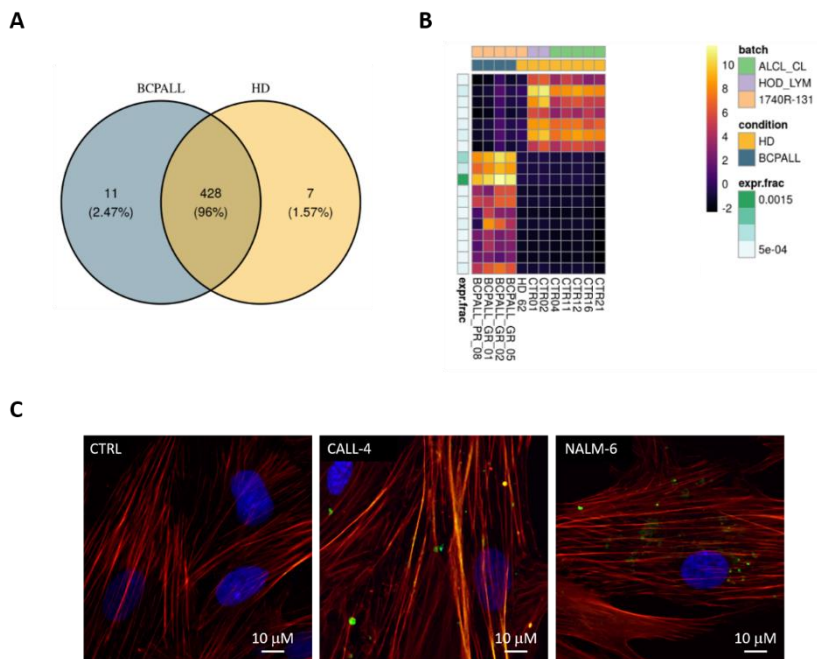 A
BCPALL
HD
11
(2.47%)
428
(96%)
7
(1.57%)
B
10
8
6
4
2
0
-2
batch
ALCL_CL
HOD_LYM
1740R-131
condition
HD
BCPALL
expr.frac
0.0015
5e-04
expr.frac
BCPALL_PR_08
BCPALL_GR_01
BCPALL_GR_02
BCPALL_GR_05
HD_62
CTR01
CTR02
CTR04
CTR11
CTR12
CTR16
CTR21
C
CTRL
10 µM
CALL-4
10 µM
NALM-6
10 µM